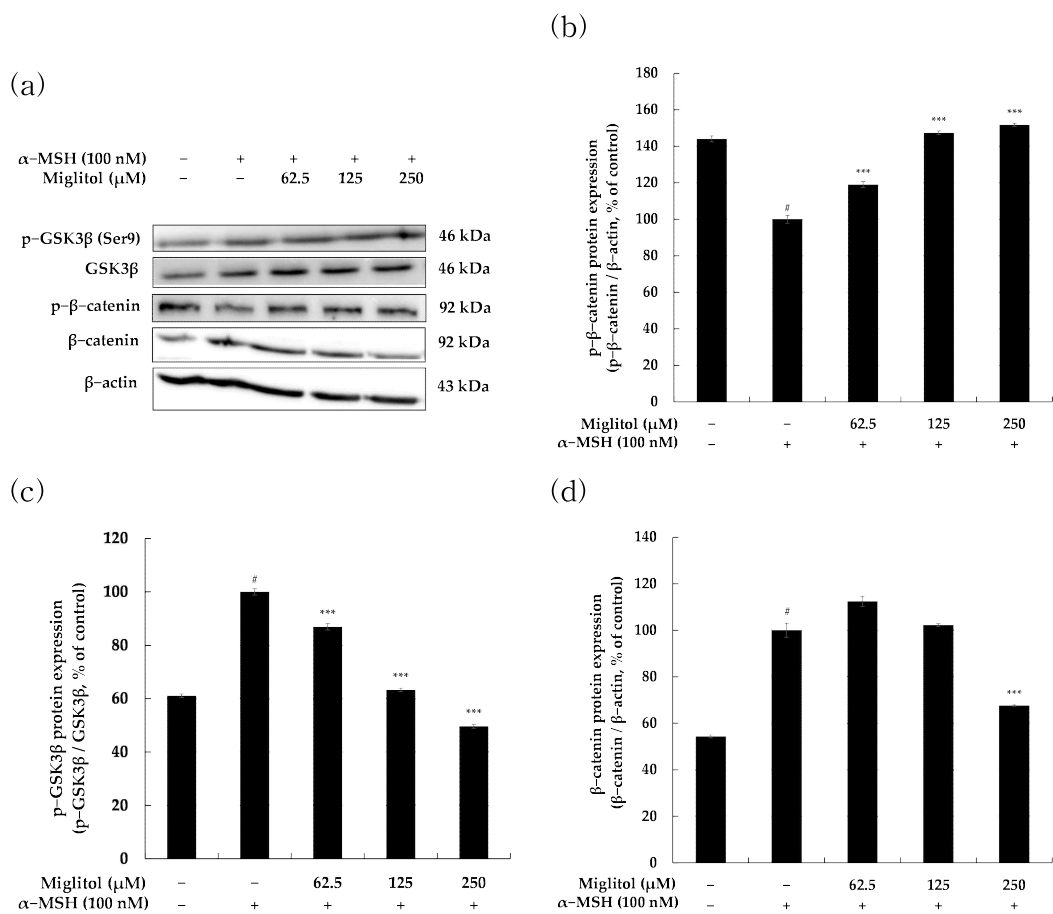 (a)
α−MSH (100 nM) − + + + +
Miglitol (μM) − − 62.5 125 250
p−GSK3β (Ser9) 46 kDa
GSK3β 46 kDa
p−β−catenin 92 kDa
β−catenin 92 kDa
β−actin 43 kDa
(b)
p−β−catenin protein expression
(p−β−catenin / β−actin, % of control)
180
160
140
120
100
80
60
40
20
0
#
***
***
***
Miglitol (μM) − − 62.5 125 250
α−MSH (100 nM) − + + + +
(c)
p−GSK3β protein expression
(p−GSK3β / GSK3β, % of control)
120
100
80
60
40
20
0
#
***
***
***
Miglitol (μM) − − 62.5 125 250
α−MSH (100 nM) − + + + +
(d)
β−catenin protein expression
(β−catenin / β−actin, % of control)
140
120
100
80
60
40
20
0
#
***
Miglitol (μM) − − 62.5 125 250
α−MSH (100 nM) − + + + +